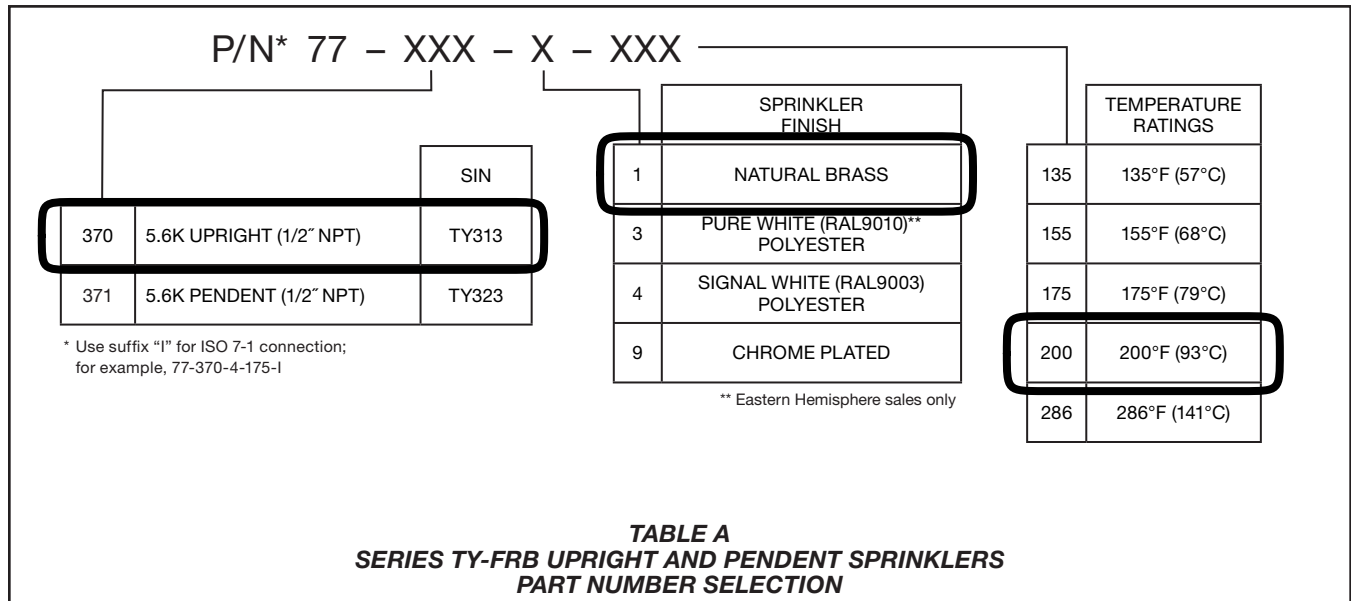 P/N* 77 – XXX – X – XXX
SIN
370 5.6K UPRIGHT (1/2˝ NPT) TY313
371 5.6K PENDENT (1/2˝ NPT) TY323
* Use suffix “I” for ISO 7-1 connection;
for example, 77-370-4-175-I
SPRINKLER
FINISH
1 NATURAL BRASS
3 PURE WHITE (RAL9010)**
POLYESTER
4 SIGNAL WHITE (RAL9003)
POLYESTER
9 CHROME PLATED
** Eastern Hemisphere sales only
TEMPERATURE
RATINGS
135 135°F (57°C)
155 155°F (68°C)
175 175°F (79°C)
200 200°F (93°C)
286 286°F (141°C)
TABLE A
SERIES TY-FRB UPRIGHT AND PENDENT SPRINKLERS
PART NUMBER SELECTION